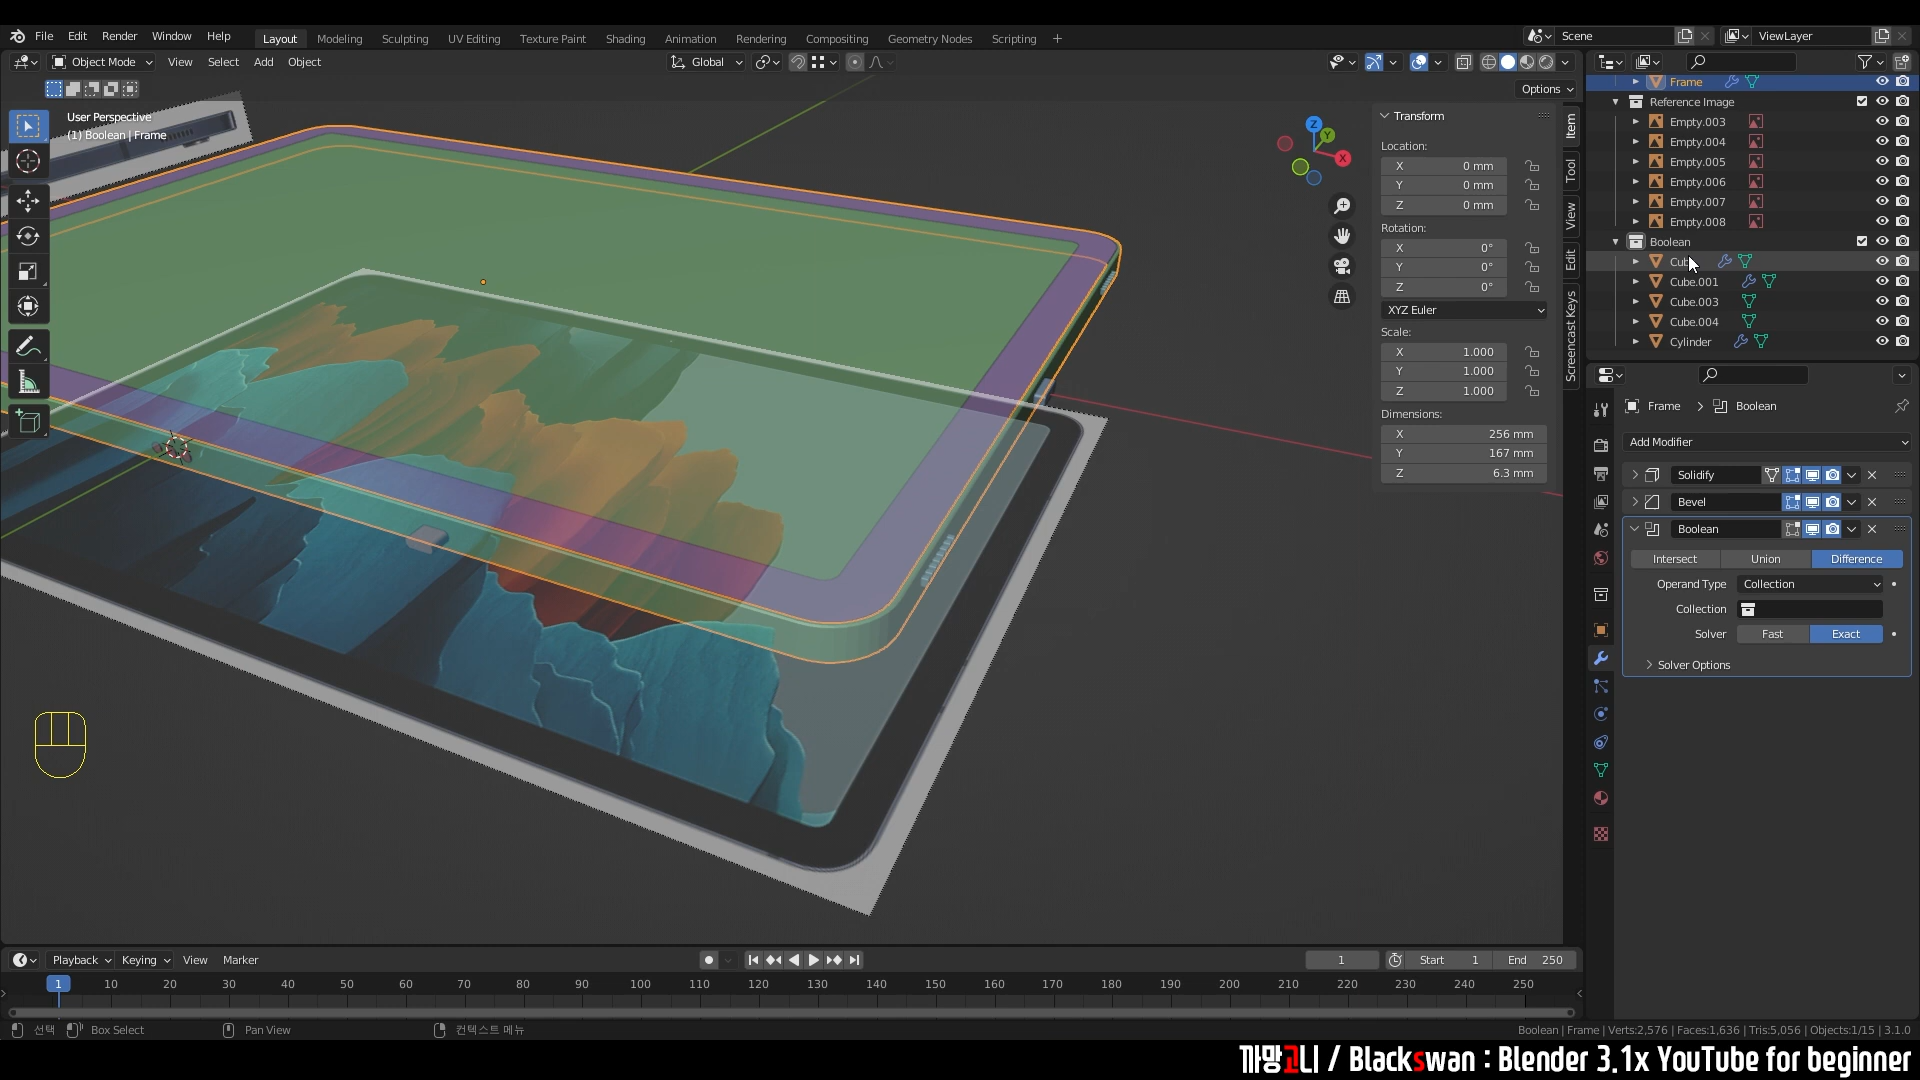 File Edit Render Window Help
Layout Modeling Sculpting UV Editing Texture Paint Shading Animation Rendering Compositing Geometry Nodes Scripting +
Scene
ViewLayer
Object Mode View Select Add Object
Global
Options
User Perspective
(1) Boolean | Frame
Z
Y
X
Item
Tool
View
Edit
Screencast Keys
Transform
Location:
X 0 mm
Y 0 mm
Z 0 mm
Rotation:
X 0°
Y 0°
Z 0°
XYZ Euler
Scale:
X 1.000
Y 1.000
Z 1.000
Dimensions:
X 256 mm
Y 167 mm
Z 6.3 mm
Frame
Reference Image
Empty.003
Empty.004
Empty.005
Empty.006
Empty.007
Empty.008
Boolean
Cube.001
Cube.003
Cube.004
Cylinder
Frame > Boolean
Add Modifier
Solidify
Bevel
Boolean
Intersect Union Difference
Operand Type Collection
Collection
Solver Fast Exact
Solver Options
Playback Keying View Marker
1 Start 1 End 250
1 10 20 30 40 50 60 70 80 90 100 110 120 130 140 150 160 170 180 190 200 210 220 230 240 250
선택 Box Select Pan View 컨텍스트 메뉴
Boolean | Frame | Verts:2,576 | Faces:1,636 | Tris:5,056 | Objects:1/15 | 3.1.0
까망고니 / Blackswan : Blender 3.1x YouTube for beginner